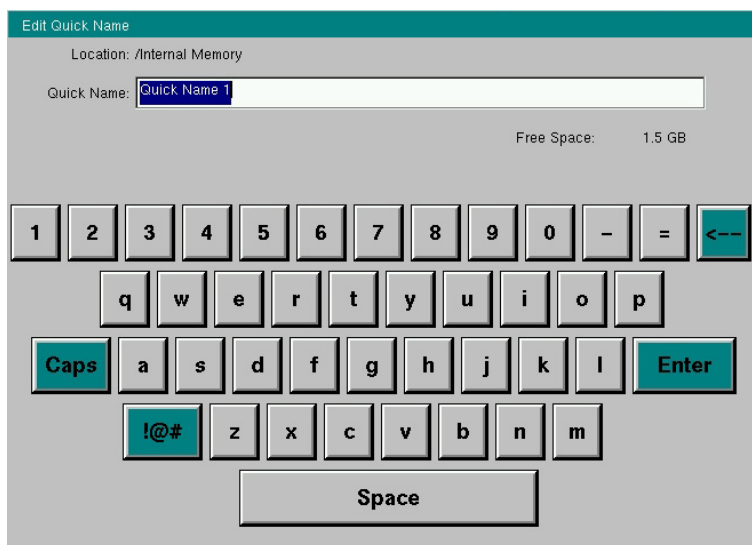 Edit Quick Name
Location: /Internal Memory
Quick Name: Quick Name 1
Free Space: 1.5 GB
1 2 3 4 5 6 7 8 9 0 - = <--
q w e r t y u i o p
Caps a s d f g h j k l Enter
!@# z x c v b n m
Space